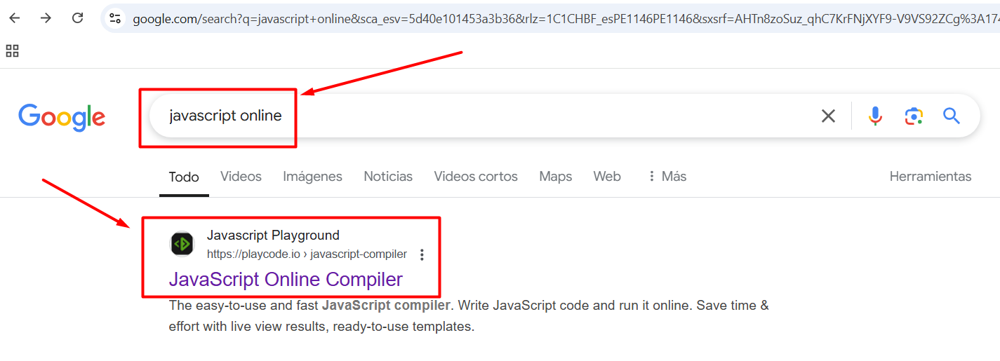 google.com/search?q=javascript+online&sca_esv=5d40e101453a3b36&rlz=1C1CHBF_esPE1146PE1146&sxsrf=AHTn8zoSuz_qhC7KrFNjXYF9-V9VS92ZCg%3A174
Google
javascript online
Todo Videos Imágenes Noticias Videos cortos Maps Web Más Herramientas
Javascript Playground
https://playcode.io › javascript-compiler
JavaScript Online Compiler
The easy-to-use and fast JavaScript compiler. Write JavaScript code and run it online. Save time &
effort with live view results, ready-to-use templates.